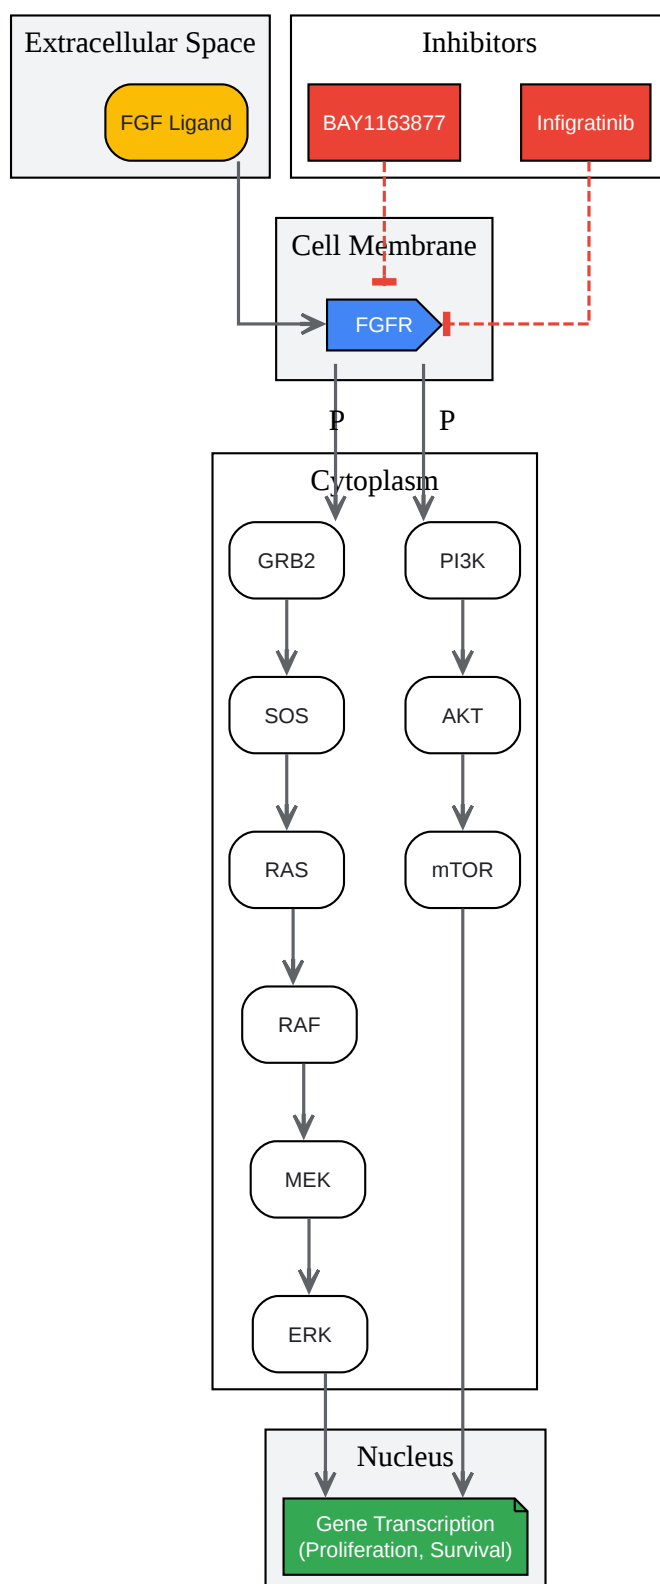 Extracellular Space
Inhibitors
FGF Ligand
BAY1163877
Infigratinib
Cell Membrane
FGFR
P
P
Cytoplasm
GRB2
PI3K
SOS
AKT
RAS
mTOR
RAF
MEK
ERK
Nucleus
Gene Transcription
(Proliferation, Survival)